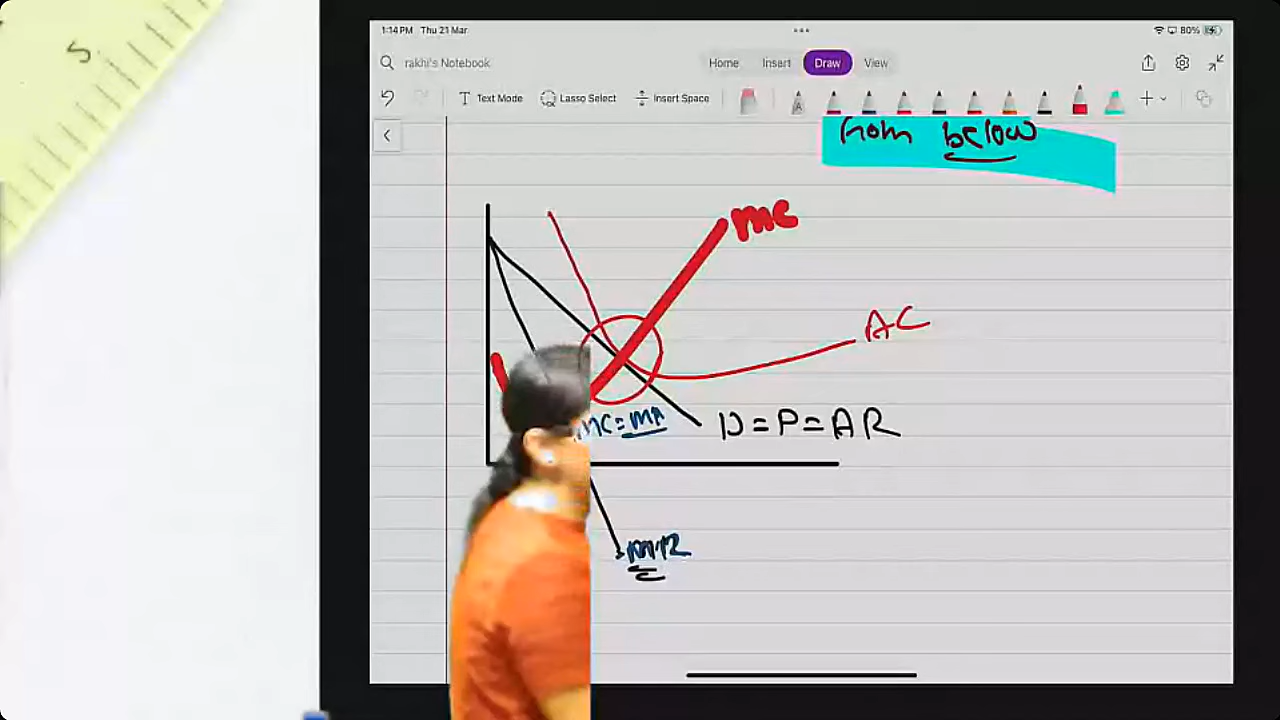 S
1:14 PM Thu 21 Mar
80%
rakhi's Notebook
Home Insert Draw View
Text Mode Lasso Select Insert Space
from below
MC
AC
MC = MR
D = P = AR
MR